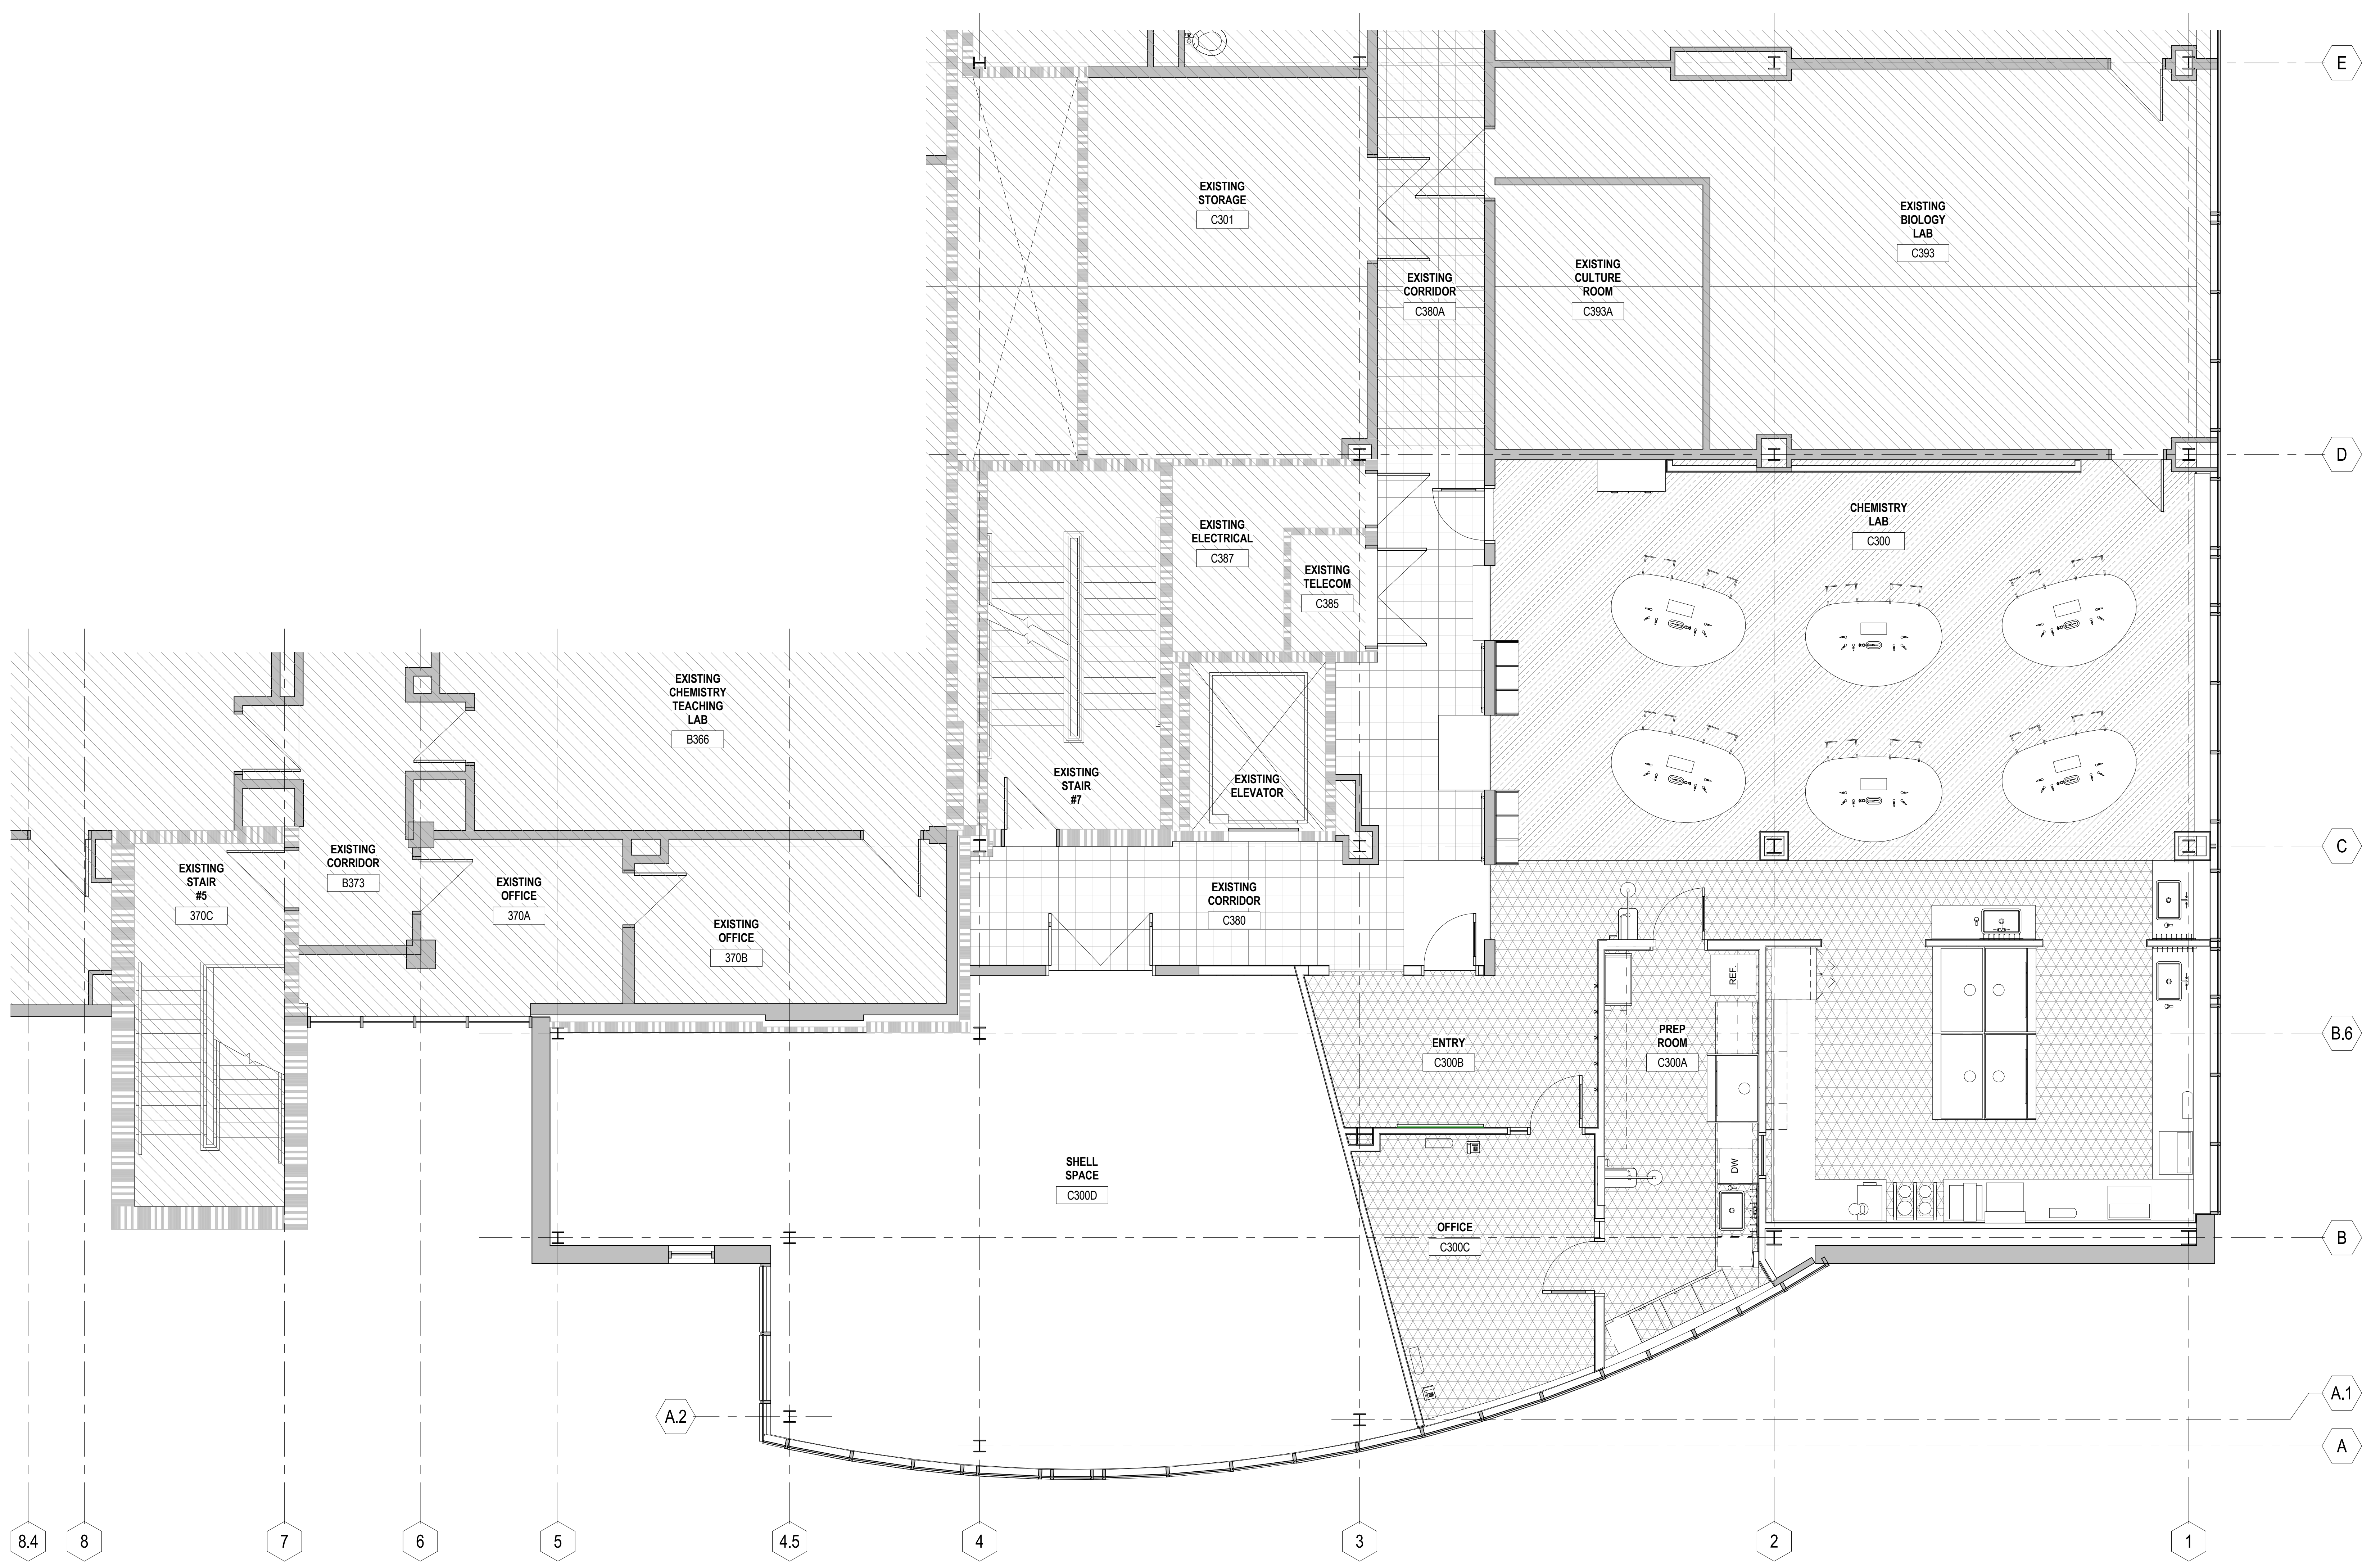 E
EXISTING
STORAGE
C301
EXISTING
BIOLOGY
LAB
C393
EXISTING
CULTURE
ROOM
C393A
EXISTING
CORRIDOR
C380A
D
CHEMISTRY
LAB
C300
EXISTING
ELECTRICAL
C387
EXISTING
TELECOM
C385
EXISTING
CHEMISTRY
TEACHING
LAB
B366
EXISTING
STAIR
#7
EXISTING
ELEVATOR
C
EXISTING
STAIR
#5
370C
EXISTING
CORRIDOR
B373
EXISTING
OFFICE
370A
EXISTING
OFFICE
370B
EXISTING
CORRIDOR
C380
REF.
ENTRY
C300B
PREP
ROOM
C300A
B.6
DW
SHELL
SPACE
C300D
OFFICE
C300C
B
A.2
A.1
A
8.4
8
7
6
5
4.5
4
3
2
1